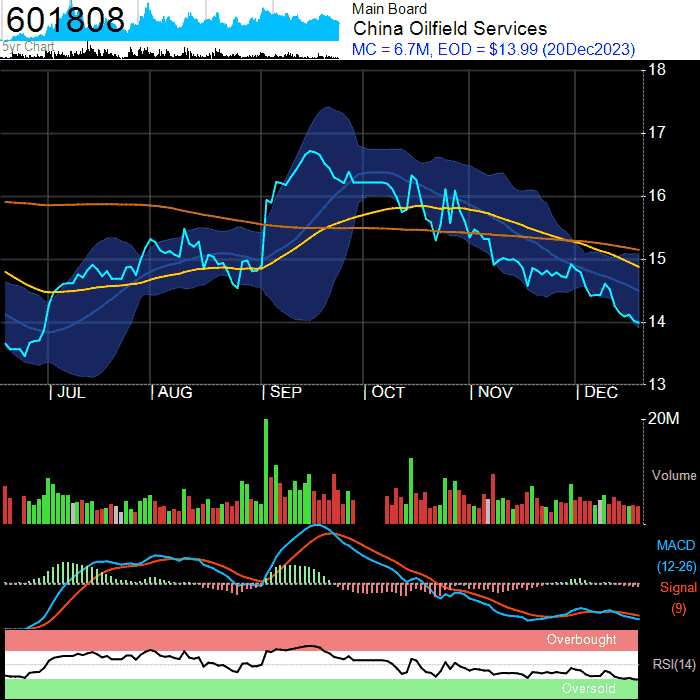 601808
5yr Chart
Main Board
China Oilfield Services
MC = 6.7M, EOD = $13.99 (20Dec2023)
18
17
16
15
14
13
JUL
AUG
SEP
OCT
NOV
DEC
20M
Volume
MACD
(12-26)
Signal
(9)
Overbought
RSI(14)
Oversold